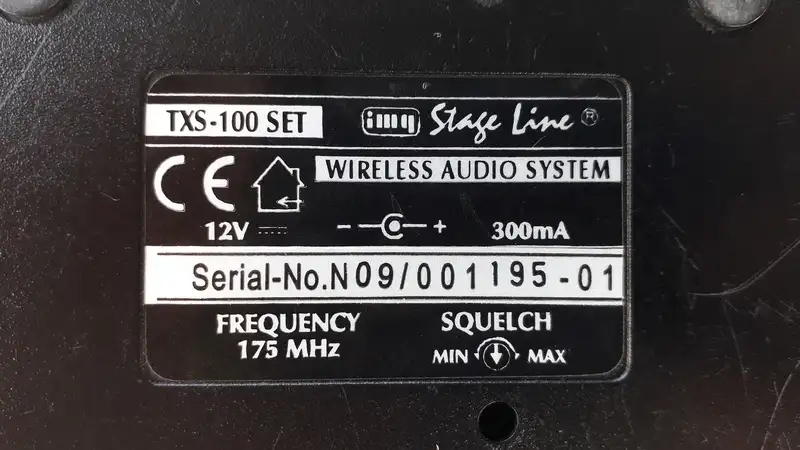 TXS-100 SET img Stage Line ®
CE WIRELESS AUDIO SYSTEM
12V - + 300mA
Serial-No.N09/001195-01
FREQUENCY SQUELCH
175 MHz MIN MAX